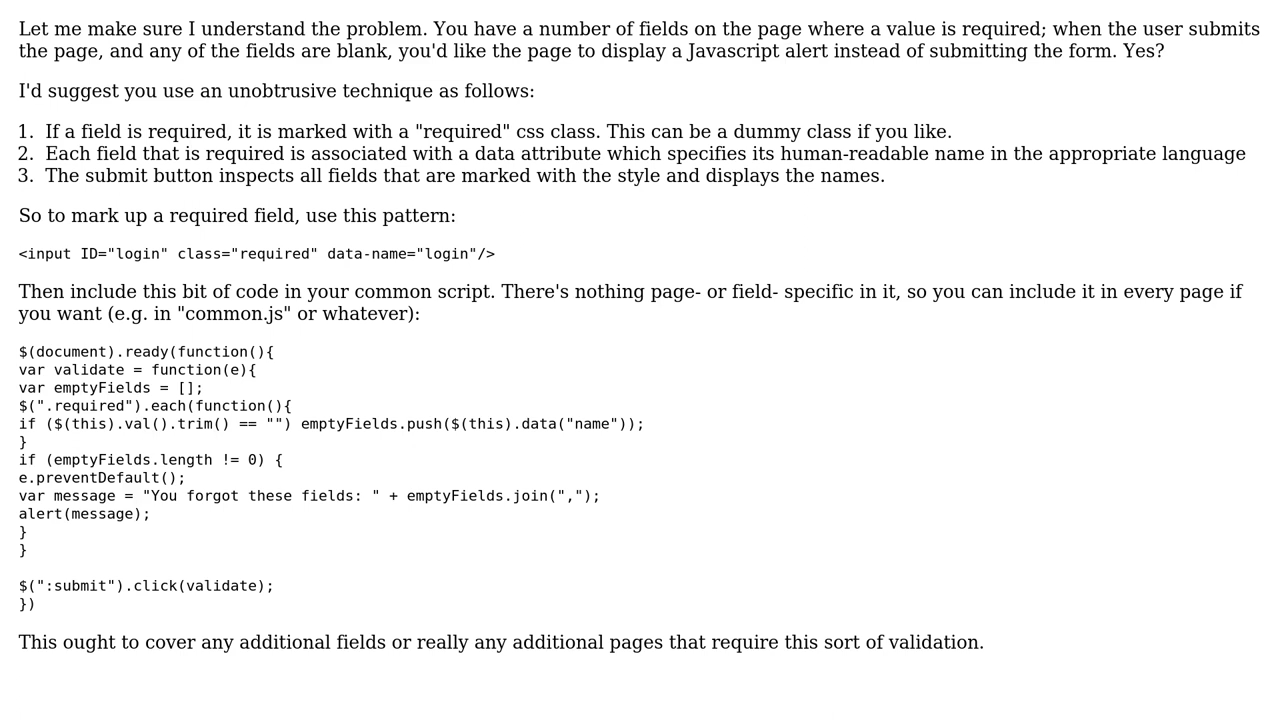 Let me make sure I understand the problem. You have a number of fields on the page where a value is required; when the user submits
the page, and any of the fields are blank, you'd like the page to display a Javascript alert instead of submitting the form. Yes?
I'd suggest you use an unobtrusive technique as follows:
1. If a field is required, it is marked with a "required" css class. This can be a dummy class if you like.
2. Each field that is required is associated with a data attribute which specifies its human-readable name in the appropriate language
3. The submit button inspects all fields that are marked with the style and displays the names.
So to mark up a required field, use this pattern:
<input ID="login" class="required" data-name="login"/>
Then include this bit of code in your common script. There's nothing page- or field- specific in it, so you can include it in every page if
you want (e.g. in "common.js" or whatever):
$(document).ready(function(){
var validate = function(e){
var emptyFields = [];
$(".required").each(function(){
if ($(this).val().trim() == "") emptyFields.push($(this).data("name"));
}
if (emptyFields.length != 0) {
e.preventDefault();
var message = "You forgot these fields: " + emptyFields.join(",");
alert(message);
}
}
$(":submit").click(validate);
})
This ought to cover any additional fields or really any additional pages that require this sort of validation.